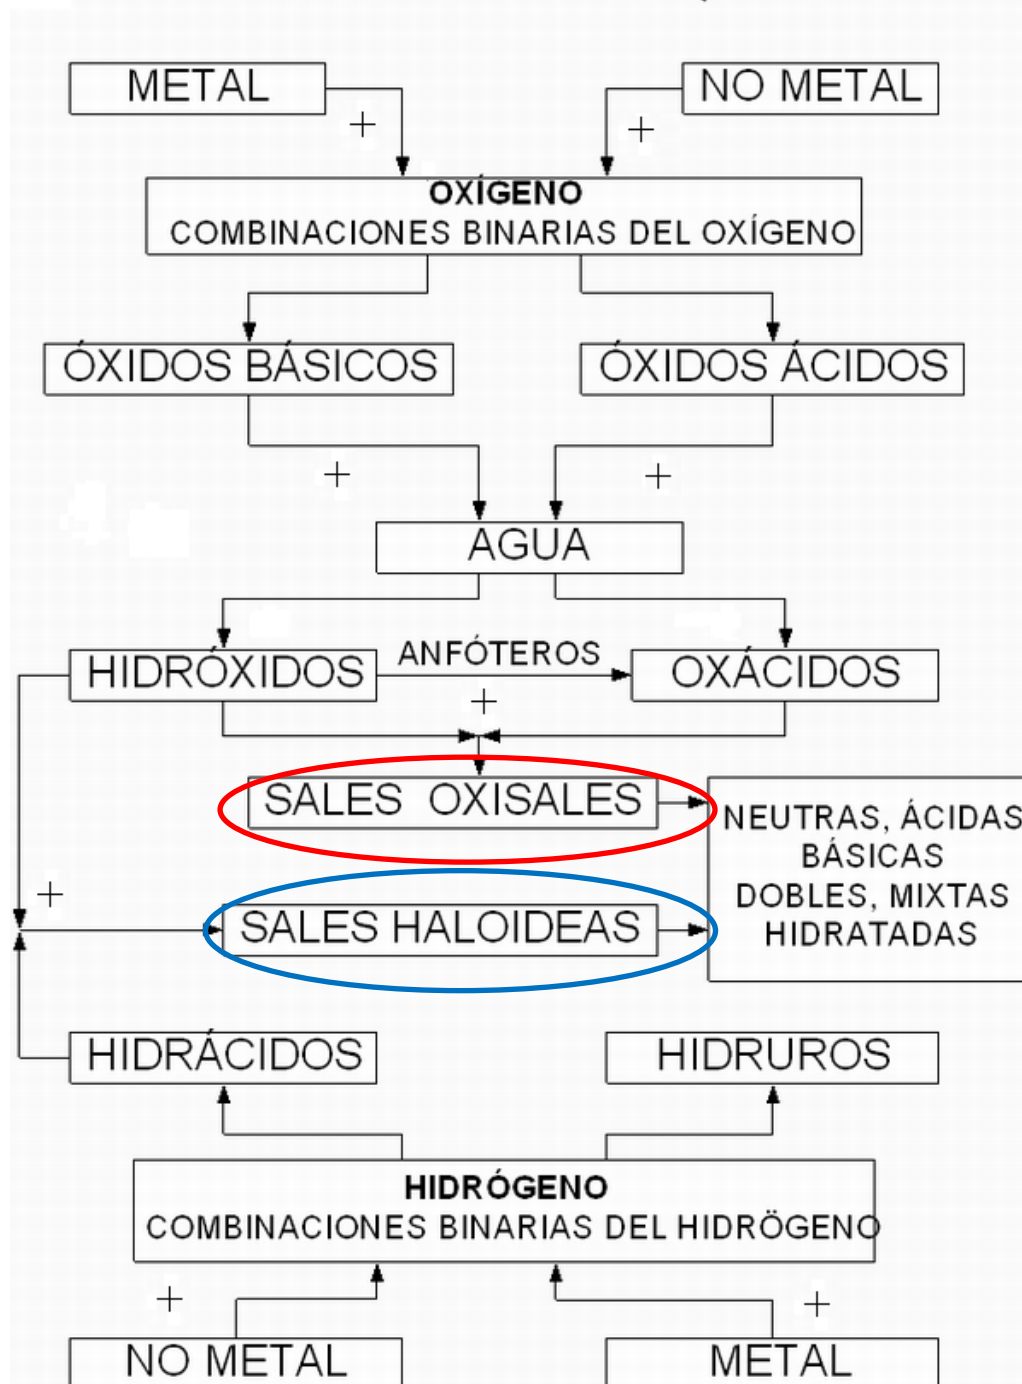 METAL
NO METAL
+
+
OXÍGENO
COMBINACIONES BINARIAS DEL OXÍGENO
ÓXIDOS BÁSICOS
ÓXIDOS ÁCIDOS
+
+
AGUA
HIDRÓXIDOS
ANFÓTEROS
OXÁCIDOS
+
SALES OXISALES
NEUTRAS, ÁCIDAS
BÁSICAS
DOBLES, MIXTAS
HIDRATADAS
+
SALES HALOIDEAS
HIDRÁCIDOS
HIDRUROS
HIDRÓGENO
COMBINACIONES BINARIAS DEL HIDRÖGENO
+
+
NO METAL
METAL